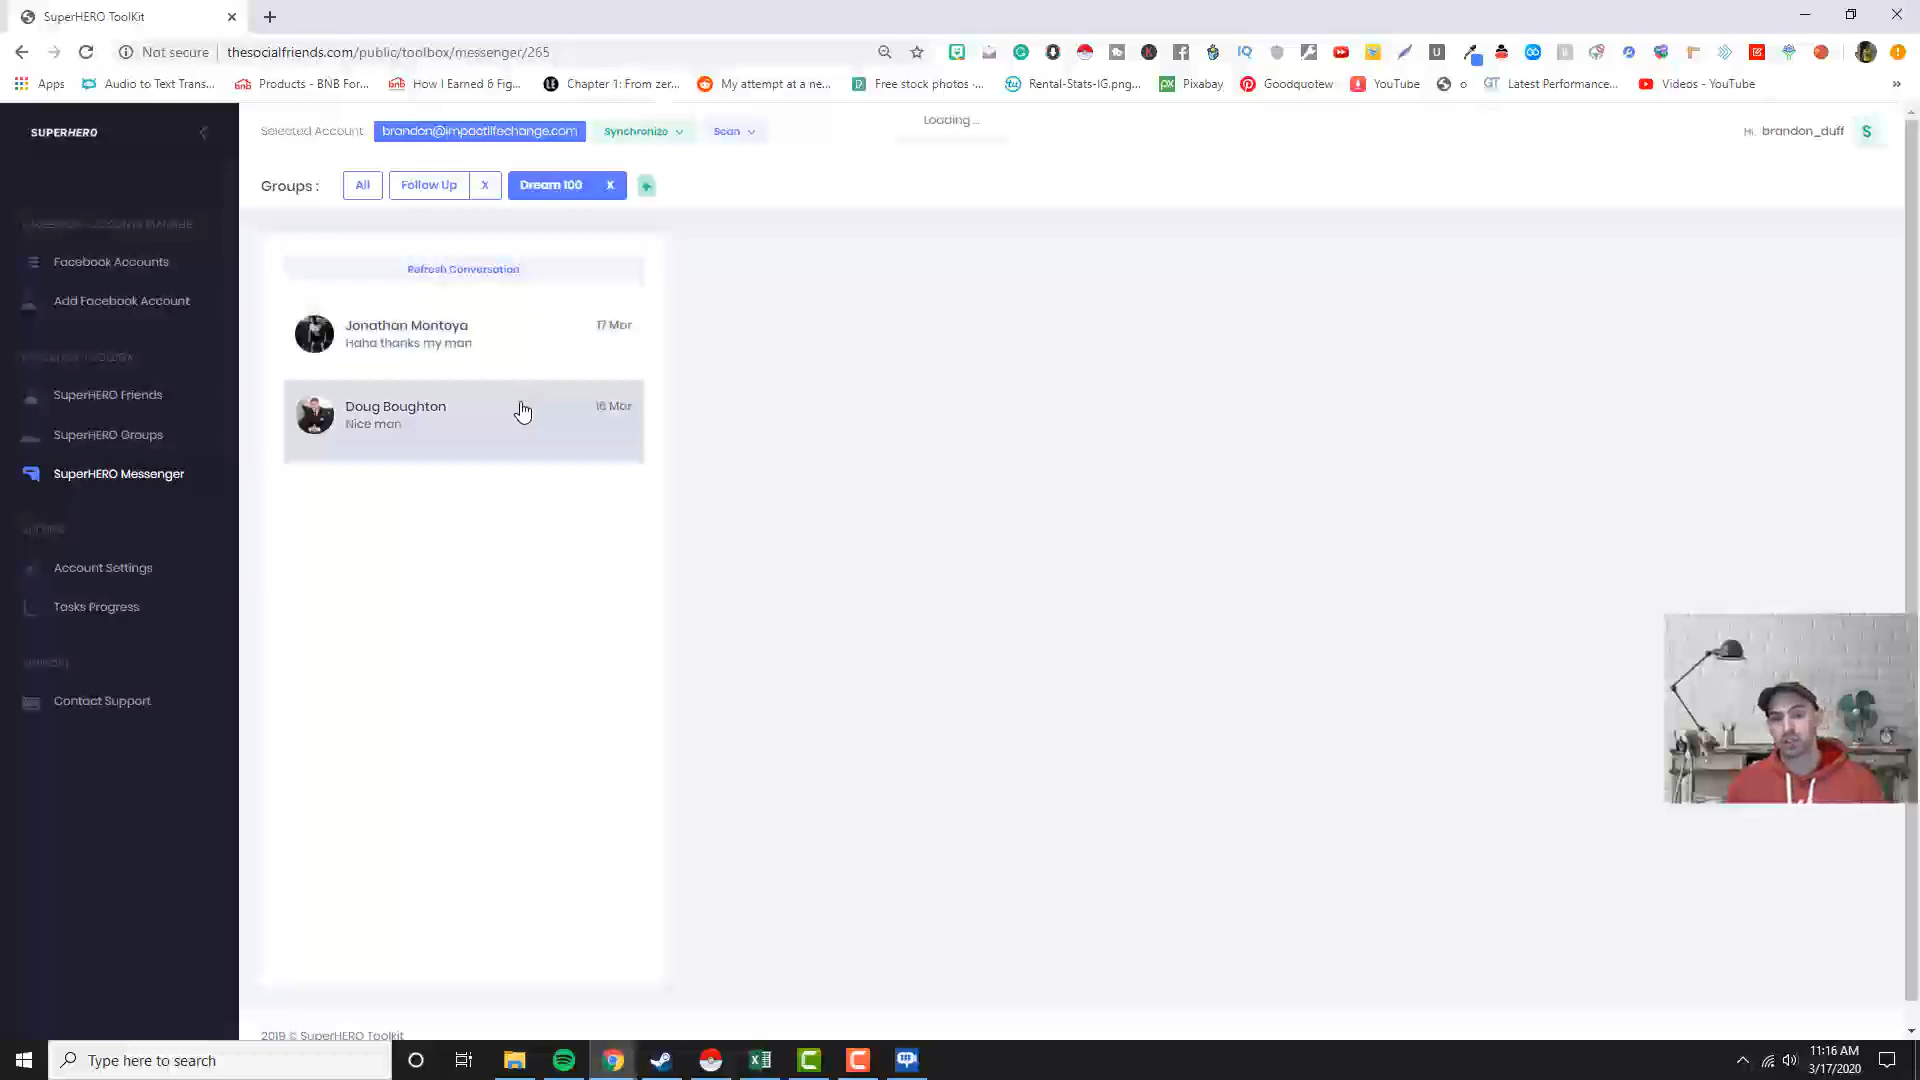 SuperHERO ToolKit
Not secure
thesocialfriends.com/public/toolbox/messenger/265
Apps
Audio to Text Trans...
Products - BNB For...
How I Earned 6 Fig...
Chapter 1: From zer...
My attempt at a ne...
Free stock photos -...
Rental-Stats-IG.png...
Pixabay
Goodquotew
YouTube
o
Latest Performance...
Videos - YouTube
SUPERHERO
Selected Account
brandon@impactlifechange.com
Synchronize
Scan
Loading...
Hi, brandon_duff
S
Groups :
All
Follow Up
X
Dream 100
X
Facebook Accounts
Add Facebook Account
SuperHERO Friends
SuperHERO Groups
SuperHERO Messenger
Account Settings
Tasks Progress
Contact Support
Refresh Conversation
Jonathan Montoya
17 Mar
Haha thanks my man
Doug Boughton
16 Mar
Nice man
2019 © SuperHERO Toolkit
Type here to search
11:16 AM
3/17/2020